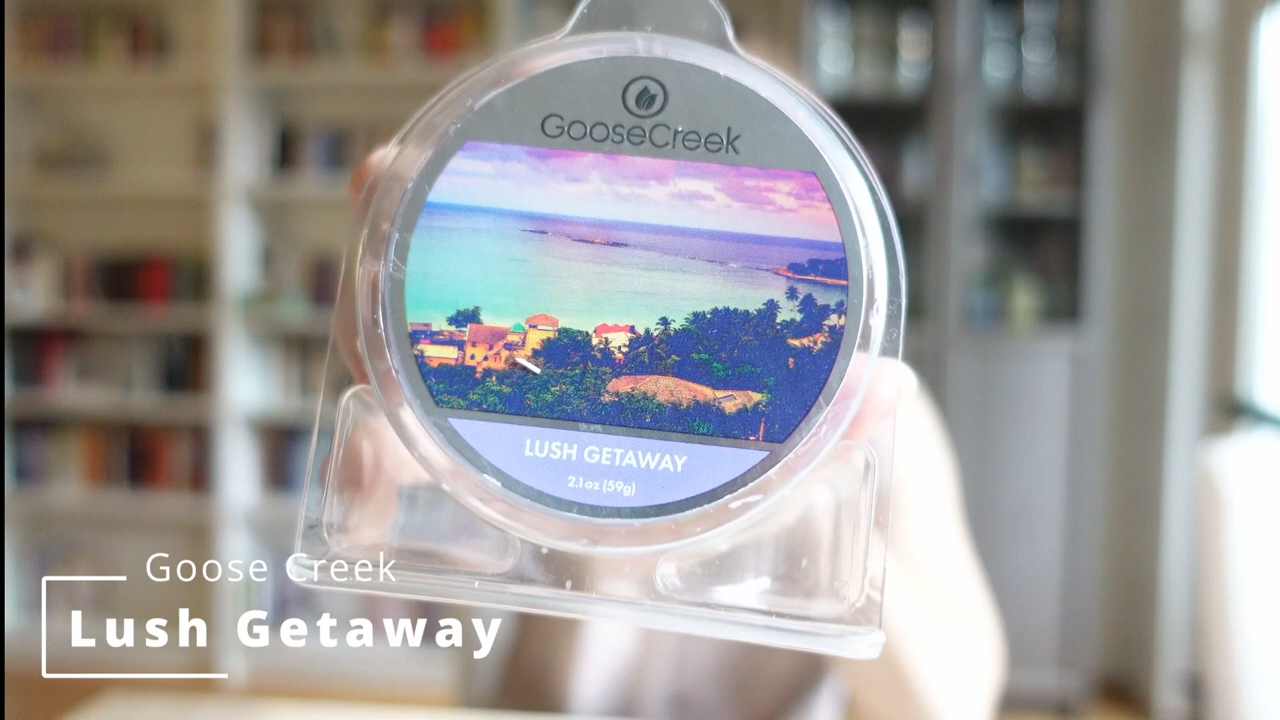 GooseCreek
LUSH GETAWAY
2.1oz (59g)
Goose Creek
Lush Getaway